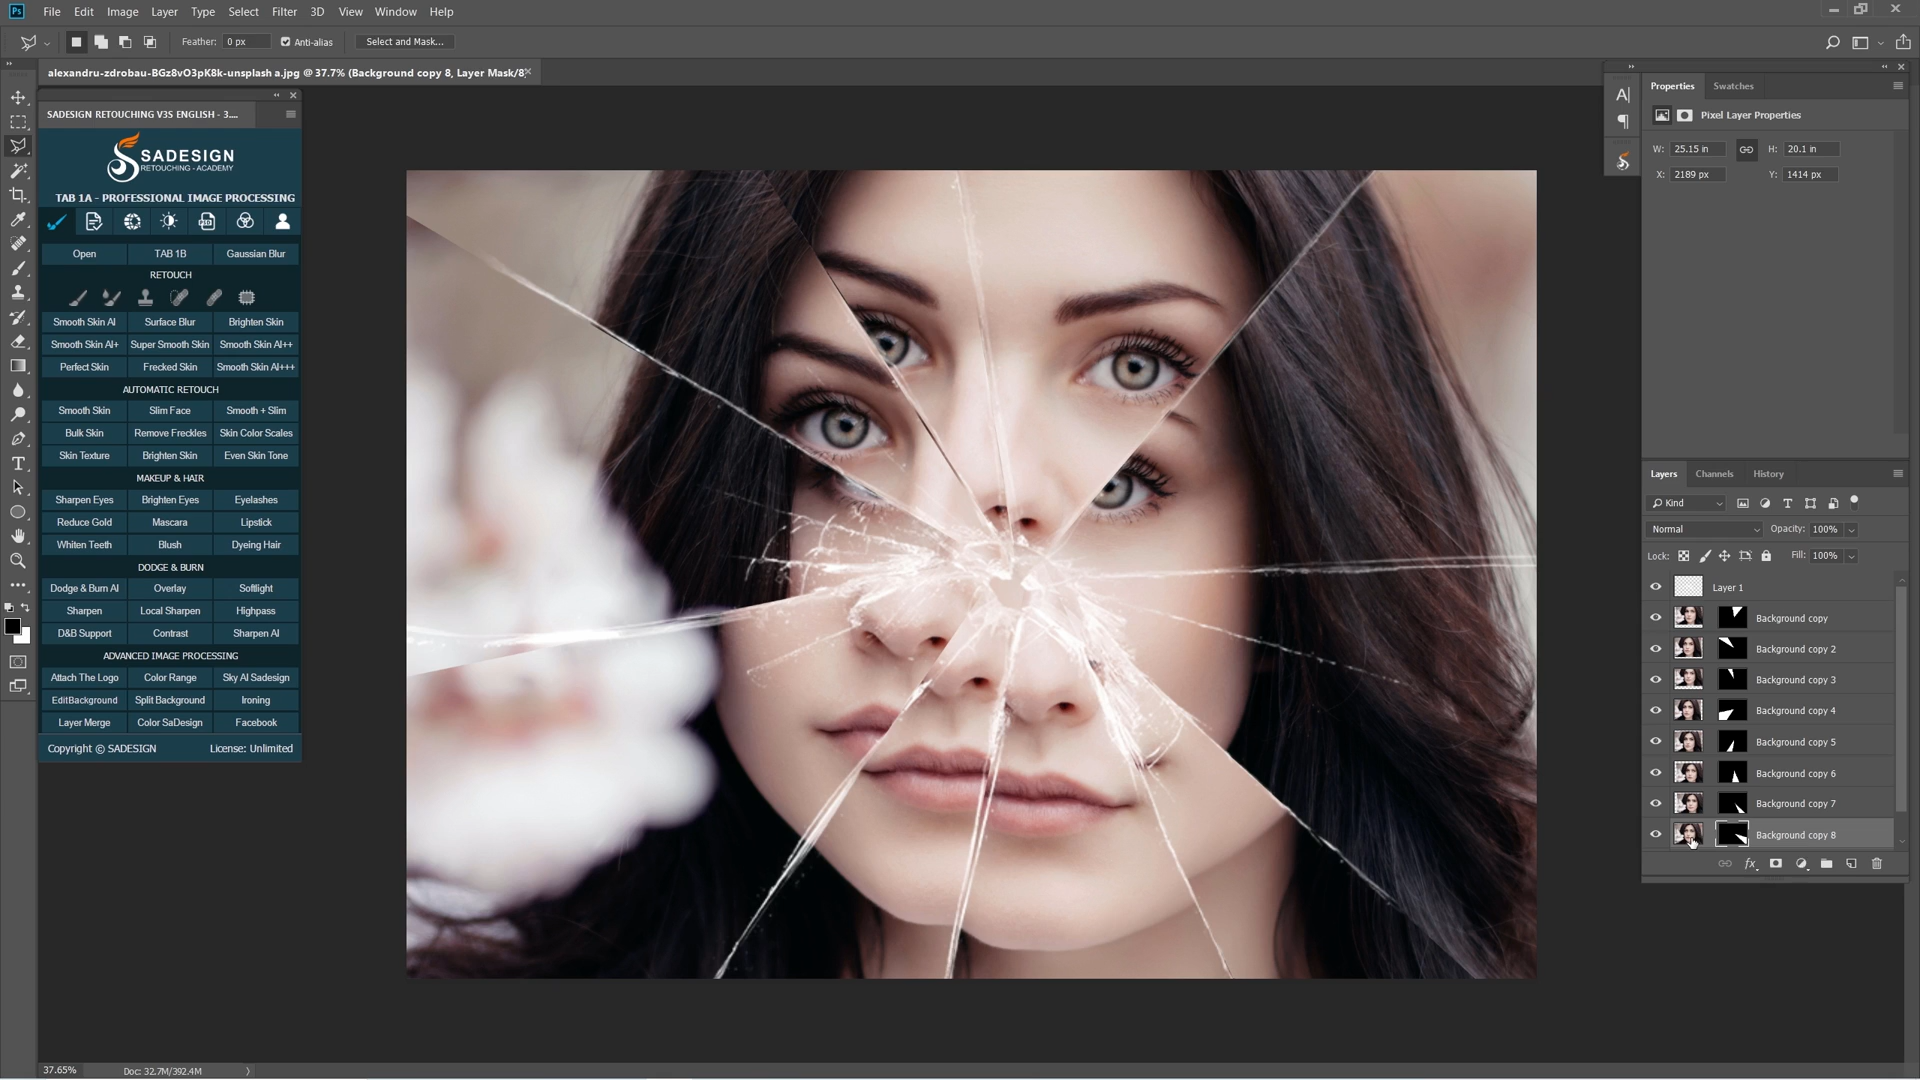 Ps File Edit Image Layer Type Select Filter 3D View Window Help
Feather: 0 px Anti-alias Select and Mask...
alexandru-zdrobau-BGz8vO3pK8k-unsplash a.jpg @ 37.7% (Background copy 8, Layer Mask/8)
SADESIGN RETOUCHING V3S ENGLISH - 3....
SADESIGN
RETOUCHING - ACADEMY
TAB 1A - PROFESSIONAL IMAGE PROCESSING
Open TAB 1B Gaussian Blur
RETOUCH
Smooth Skin AI Surface Blur Brighten Skin
Smooth Skin AI+ Super Smooth Skin Smooth Skin AI++
Perfect Skin Frecked Skin Smooth Skin AI+++
AUTOMATIC RETOUCH
Smooth Skin Slim Face Smooth + Slim
Bulk Skin Remove Freckles Skin Color Scales
Skin Texture Brighten Skin Even Skin Tone
MAKEUP & HAIR
Sharpen Eyes Brighten Eyes Eyelashes
Reduce Gold Mascara Lipstick
Whiten Teeth Blush Dyeing Hair
DODGE & BURN
Dodge & Burn AI Overlay Softlight
Sharpen Local Sharpen Highpass
D&B Support Contrast Sharpen AI
ADVANCED IMAGE PROCESSING
Attach The Logo Color Range Sky AI Sadesign
EditBackground Split Background Ironing
Layer Merge Color SaDesign Facebook
Copyright © SADESIGN License: Unlimited
Properties Swatches
Pixel Layer Properties
W: 25.15 in H: 20.1 in
X: 2189 px Y: 1414 px
Layers Channels History
Kind
Normal Opacity: 100%
Lock: Fill: 100%
Layer 1
Background copy
Background copy 2
Background copy 3
Background copy 4
Background copy 5
Background copy 6
Background copy 7
Background copy 8
fx
37.65% Doc: 32.7M/392.4M